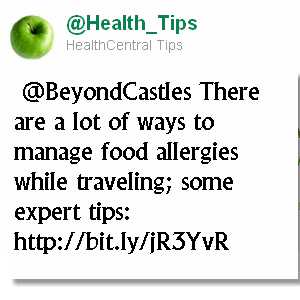 @Health_Tips
HealthCentral Tips
@BeyondCastles There
are a lot of ways to
manage food allergies
while traveling; some
expert tips:
http://bit.ly/jR3YvR